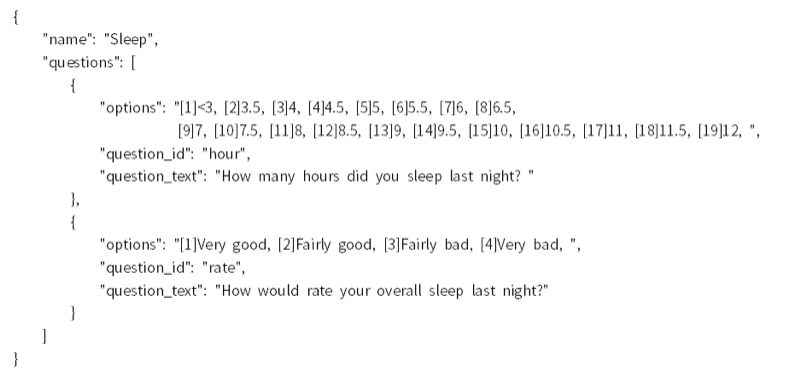 {
"name": "Sleep",
"questions": [
{
"options": "[1]<3, [2]3.5, [3]4, [4]4.5, [5]5, [6]5.5, [7]6, [8]6.5,
[9]7, [10]7.5, [11]8, [12]8.5, [13]9, [14]9.5, [15]10, [16]10.5, [17]11, [18]11.5, [19]12, ",
"question_id": "hour",
"question_text": "How many hours did you sleep last night? "
},
{
"options": "[1]Very good, [2]Fairly good, [3]Fairly bad, [4]Very bad, ",
"question_id": "rate",
"question_text": "How would rate your overall sleep last night?"
}
]
}